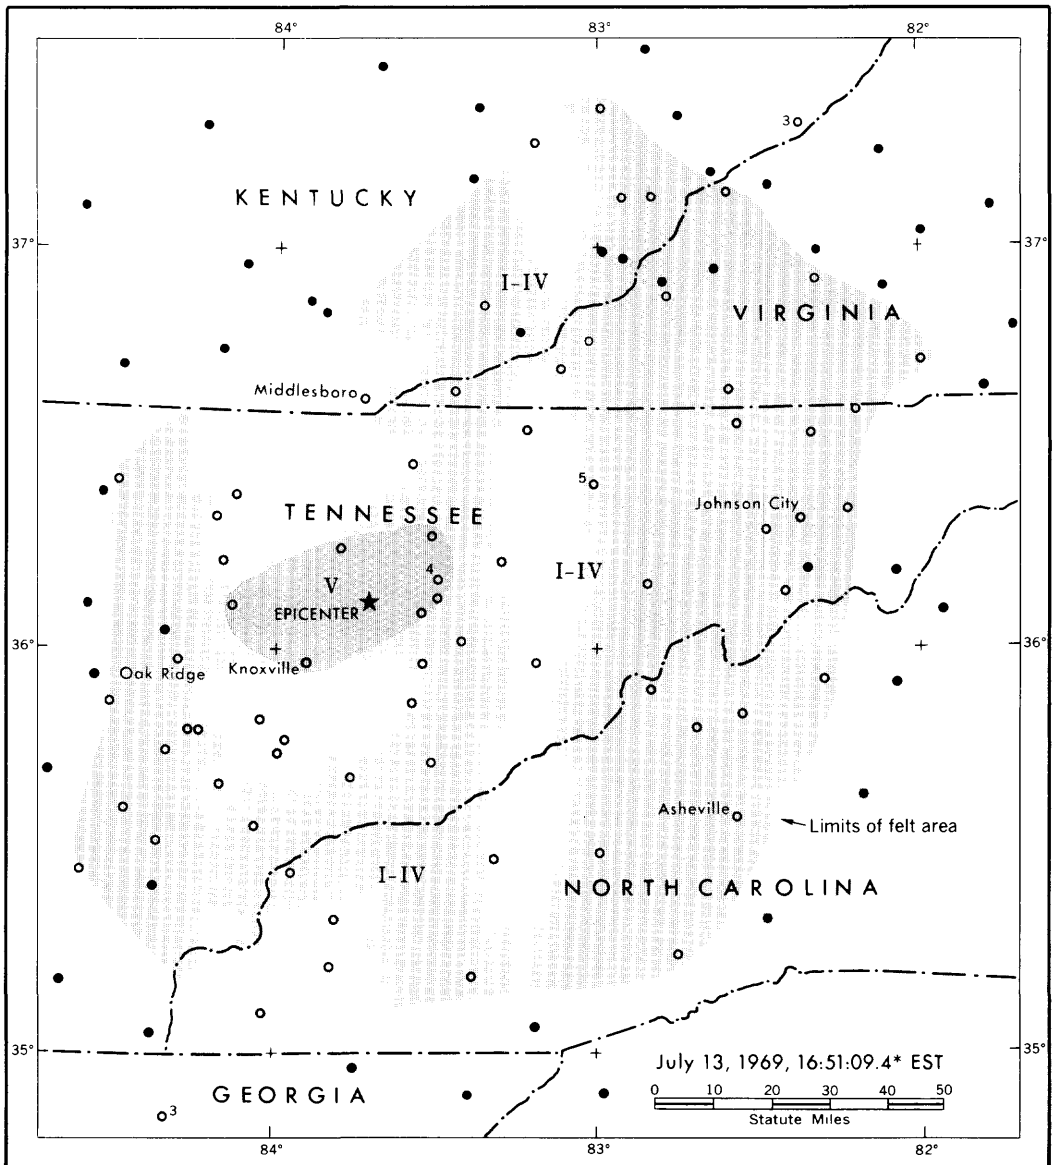 84° 83° 82°
3
KENTUCKY
37° 37°
I-IV
VIRGINIA
Middlesboro
5
Johnson City
TENNESSEE
4
V
I-IV
EPICENTER
36° 36°
Knoxville
Oak Ridge
Asheville
Limits of felt area
I-IV
NORTH CAROLINA
35° 35°
July 13, 1969, 16:51:09.4* EST
GEORGIA
0 10 20 30 40 50
3
Statute Miles
84° 83° 82°